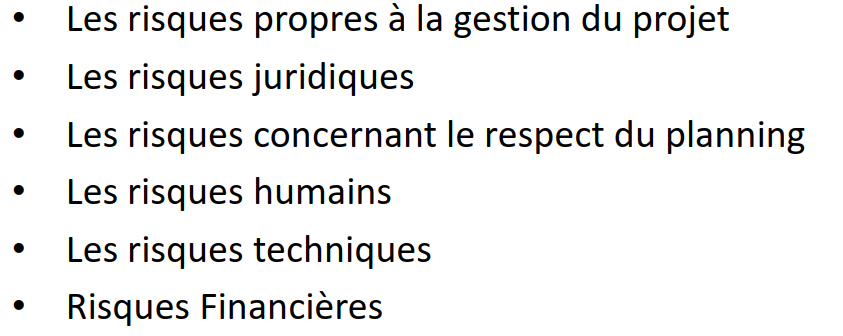 • Les risques propres à la gestion du projet
• Les risques juridiques
• Les risques concernant le respect du planning
• Les risques humains
• Les risques techniques
• Risques Financières